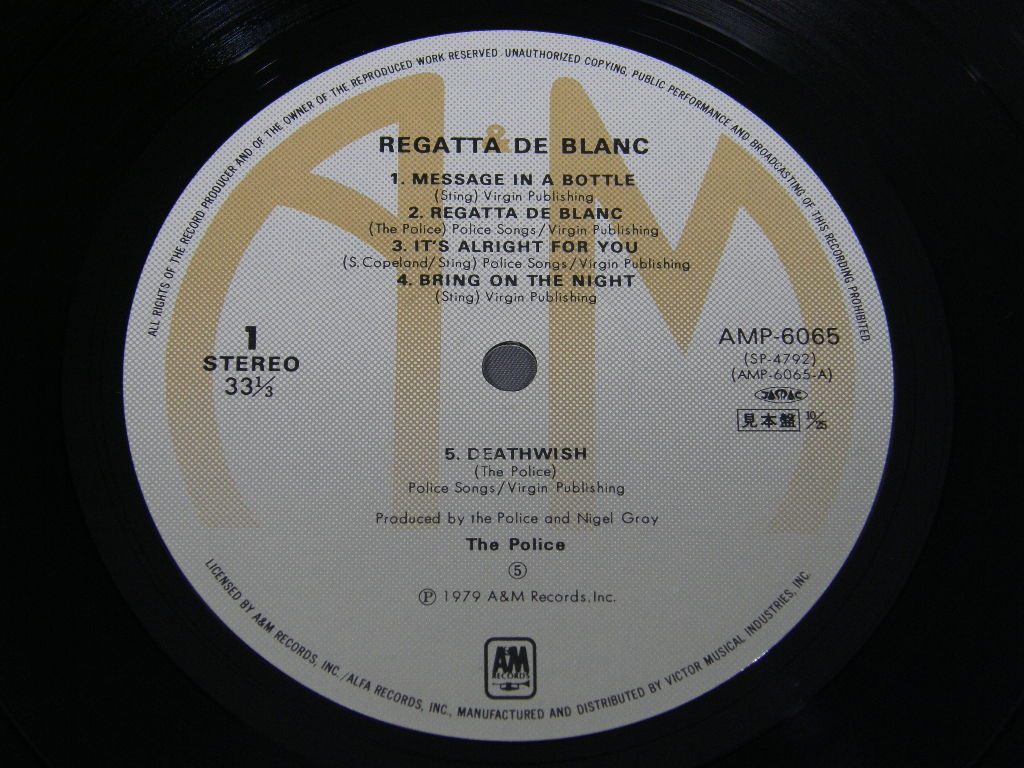 ALL RIGHTS OF THE RECORD PRODUCER AND OF THE OWNER OF THE REPRODUCED WORK RESERVED. UNAUTHORIZED COPYING, PUBLIC PERFORMANCE AND BROADCASTING OF THIS RECORDING PROHIBITED.
A&M
REGATTA DE BLANC
1. MESSAGE IN A BOTTLE
(Sting) Virgin Publishing
2. REGATTA DE BLANC
(The Police) Police Songs/Virgin Publishing
3. IT'S ALRIGHT FOR YOU
(S.Copeland/Sting) Police Songs/Virgin Publishing
4. BRING ON THE NIGHT
(Sting) Virgin Publishing
1
STEREO
33⅓
AMP-6065
(SP-4792)
(AMP-6065-A)
JASRAC
見本盤 10/25
5. DEATHWISH
(The Police)
Police Songs/Virgin Publishing
Produced by the Police and Nigel Gray
The Police
⑤
Ⓟ 1979 A&M Records, Inc.
A&M
RECORDS
LICENSED BY A&M RECORDS, INC./ALFA RECORDS, INC., MANUFACTURED AND DISTRIBUTED BY VICTOR MUSICAL INDUSTRIES, INC.